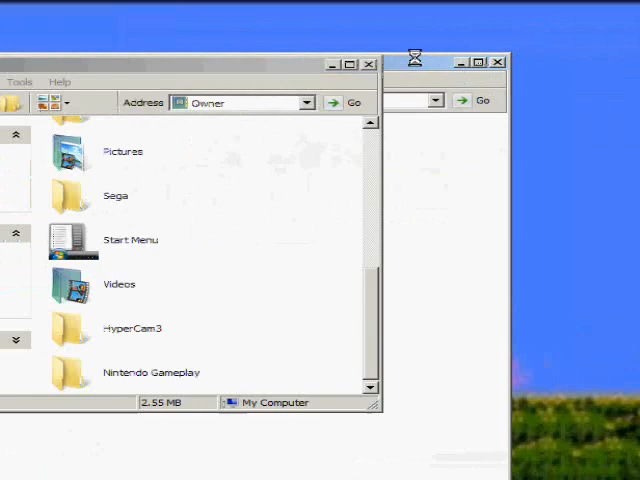 Tools Help
Address Owner Go
Go
Pictures
Sega
Start Menu
Videos
HyperCam3
Nintendo Gameplay
2.55 MB My Computer